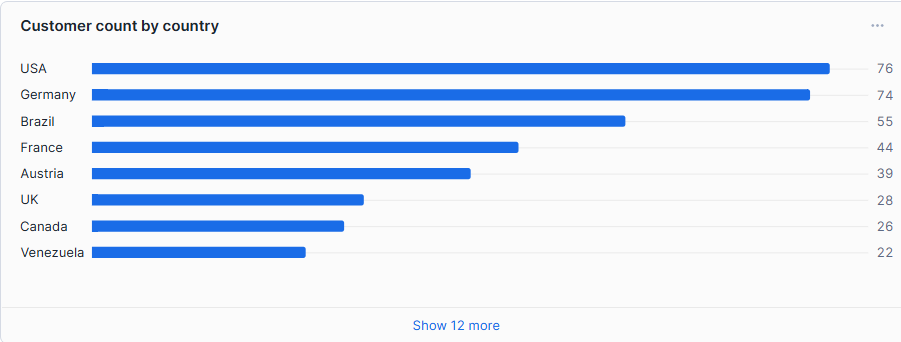 Customer count by country
USA 76
Germany 74
Brazil 55
France 44
Austria 39
UK 28
Canada 26
Venezuela 22
Show 12 more